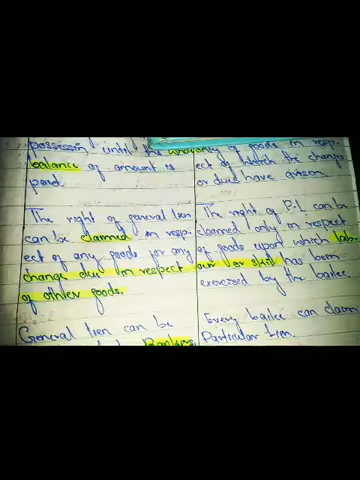 possession until the
balance of amount is
paid.
The right of general lien
can be claimed in resp-
ect of any goods for any
charge due in respect
of other goods.
General lien can be
Bankers,
of goods in resp-
ect of which the charges
or dues have arisen
The right of P.L can be
claimed only in respect
of goods upon which lab-
our or skill has been
exercised by the bailee.
Every bailee can claim
Particular lien.